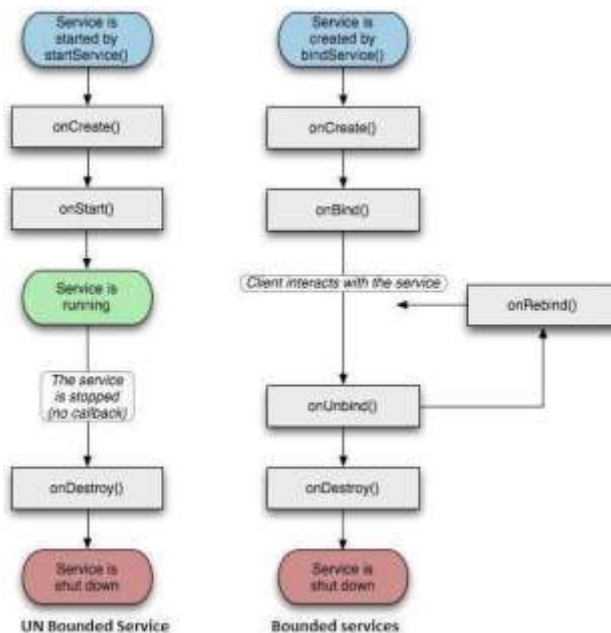 Service is
started by
startService()
onCreate()
onStart()
Service is
running
The service
is stopped
(no callback)
onDestroy()
Service is
shut down
UN Bounded Service
Service is
created by
bindService()
onCreate()
onBind()
Client interacts with the service
onRebind()
onUnbind()
onDestroy()
Service is
shut down
Bounded services